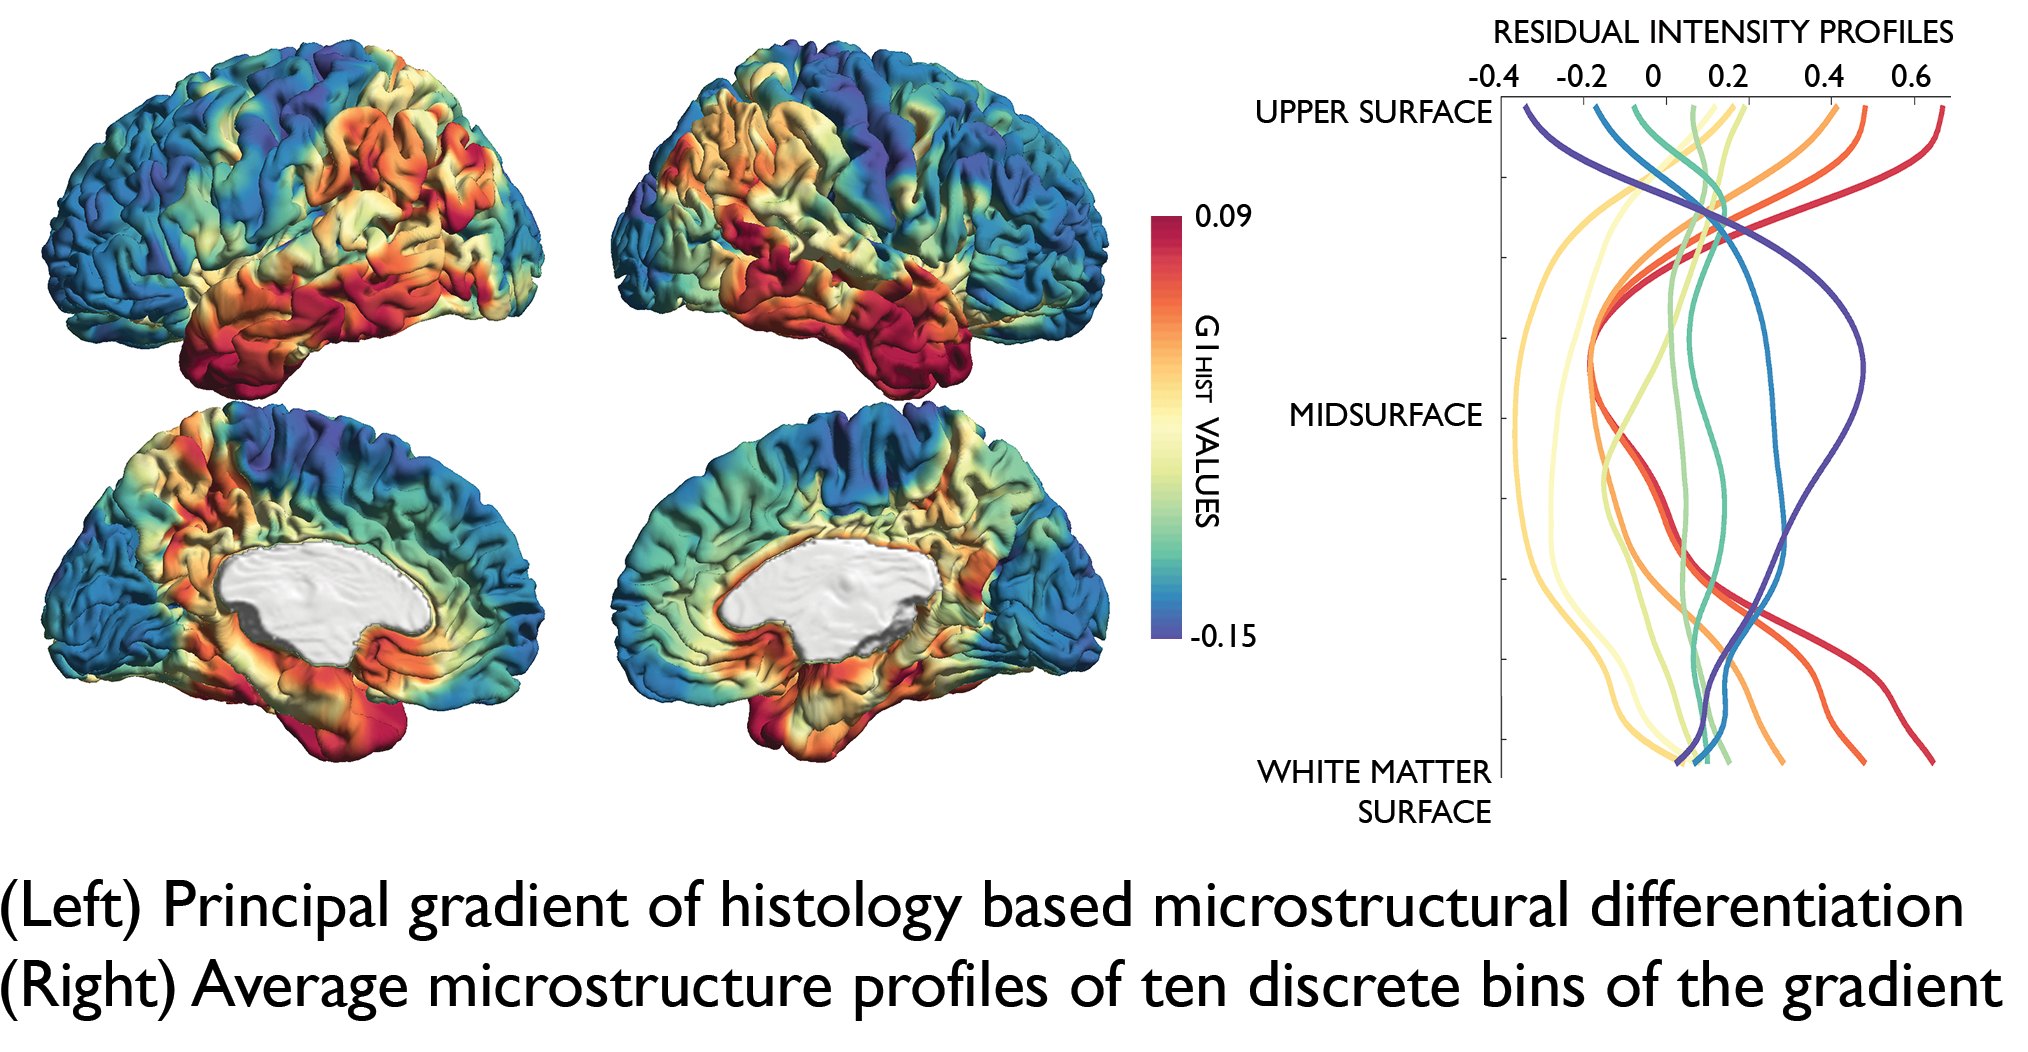 RESIDUAL INTENSITY PROFILES
-0.4 -0.2 0 0.2 0.4 0.6
UPPER SURFACE
0.09
G1HIST VALUES
MIDSURFACE
-0.15
WHITE MATTER
SURFACE
(Left) Principal gradient of histology based microstructural differentiation
(Right) Average microstructure profiles of ten discrete bins of the gradient